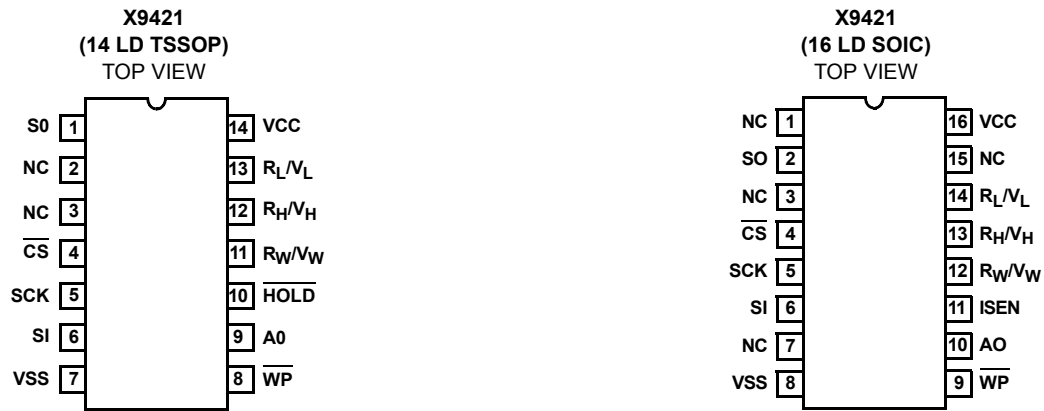 X9421
(14 LD TSSOP)
TOP VIEW
S0 1 14 VCC
NC 2 13 RL/VL
NC 3 12 RH/VH
CS 4 11 RW/VW
SCK 5 10 HOLD
SI 6 9 A0
VSS 7 8 WP
X9421
(16 LD SOIC)
TOP VIEW
NC 1 16 VCC
SO 2 15 NC
NC 3 14 RL/VL
CS 4 13 RH/VH
SCK 5 12 RW/VW
SI 6 11 ISEN
NC 7 10 AO
VSS 8 9 WP